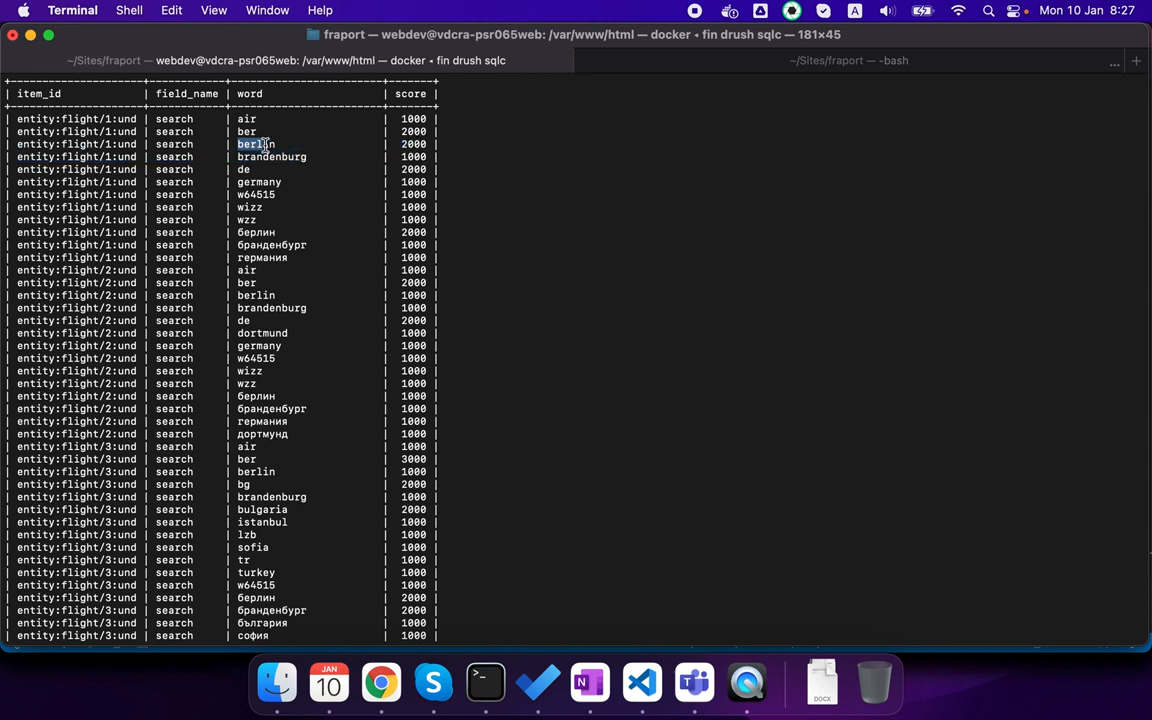 Terminal Shell Edit View Window Help A Mon 10 Jan 8:27
fraport — webdev@vdcra-psr065web: /var/www/html — docker ◂ fin drush sqlc — 181×45
~/Sites/fraport — webdev@vdcra-psr065web: /var/www/html — docker ◂ fin drush sqlc ~/Sites/fraport — -bash ... +
+----------------------+------------+-------------------------+-------+
| item_id | field_name | word | score |
+----------------------+------------+-------------------------+-------+
| entity:flight/1:und | search | air | 1000 |
| entity:flight/1:und | search | ber | 2000 |
| entity:flight/1:und | search | berlin | 2000 |
| entity:flight/1:und | search | brandenburg | 1000 |
| entity:flight/1:und | search | de | 2000 |
| entity:flight/1:und | search | germany | 1000 |
| entity:flight/1:und | search | w64515 | 1000 |
| entity:flight/1:und | search | wizz | 1000 |
| entity:flight/1:und | search | wzz | 1000 |
| entity:flight/1:und | search | берлин | 2000 |
| entity:flight/1:und | search | бранденбург | 1000 |
| entity:flight/1:und | search | германия | 1000 |
| entity:flight/2:und | search | air | 1000 |
| entity:flight/2:und | search | ber | 2000 |
| entity:flight/2:und | search | berlin | 1000 |
| entity:flight/2:und | search | brandenburg | 1000 |
| entity:flight/2:und | search | de | 2000 |
| entity:flight/2:und | search | dortmund | 1000 |
| entity:flight/2:und | search | germany | 1000 |
| entity:flight/2:und | search | w64515 | 1000 |
| entity:flight/2:und | search | wizz | 1000 |
| entity:flight/2:und | search | wzz | 1000 |
| entity:flight/2:und | search | берлин | 1000 |
| entity:flight/2:und | search | бранденбург | 1000 |
| entity:flight/2:und | search | германия | 1000 |
| entity:flight/2:und | search | дортмунд | 1000 |
| entity:flight/3:und | search | air | 1000 |
| entity:flight/3:und | search | ber | 3000 |
| entity:flight/3:und | search | berlin | 1000 |
| entity:flight/3:und | search | bg | 2000 |
| entity:flight/3:und | search | brandenburg | 1000 |
| entity:flight/3:und | search | bulgaria | 2000 |
| entity:flight/3:und | search | istanbul | 1000 |
| entity:flight/3:und | search | lzb | 1000 |
| entity:flight/3:und | search | sofia | 1000 |
| entity:flight/3:und | search | tr | 1000 |
| entity:flight/3:und | search | turkey | 1000 |
| entity:flight/3:und | search | w64515 | 1000 |
| entity:flight/3:und | search | берлин | 2000 |
| entity:flight/3:und | search | бранденбург | 2000 |
| entity:flight/3:und | search | българия | 1000 |
| entity:flight/3:und | search | софия | 1000 |
JAN
10
DOCX